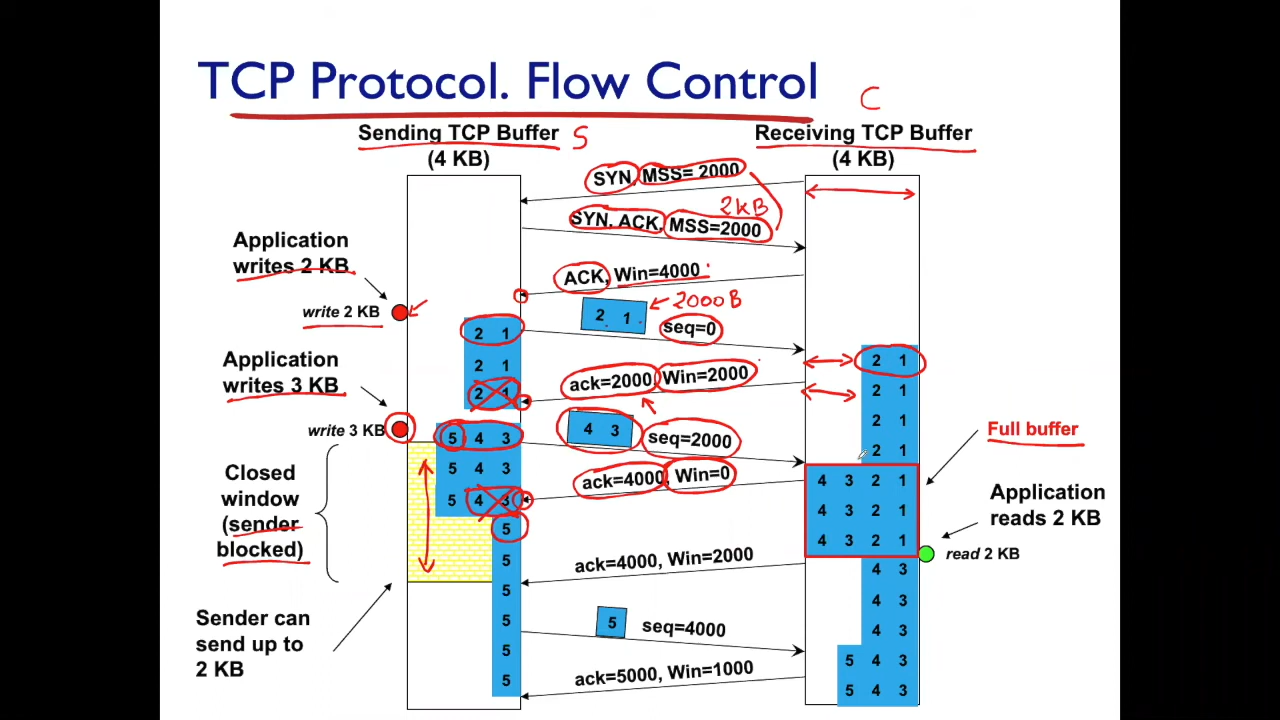 TCP Protocol. Flow Control
C
Sending TCP Buffer S
(4 KB)
Receiving TCP Buffer
(4 KB)
SYN, MSS= 2000
2kB
SYN, ACK, MSS=2000
Application
writes 2 KB
ACK, Win=4000
write 2 KB
2 1
2000 B
seq=0
2 1
2 1
2 1
2 1
Application
writes 3 KB
ack=2000, Win=2000
2 1
2 1
write 3 KB
4 3
seq=2000
5 4 3
2 1
Full buffer
2 1
5 4 3
5 4 3
Closed
window
(sender
blocked)
ack=4000, Win=0
4 3 2 1
4 3 2 1
4 3 2 1
Application
reads 2 KB
5
read 2 KB
ack=4000, Win=2000
5
5
4 3
4 3
Sender can
send up to
2 KB
5
seq=4000
5
4 3
5
5 4 3
ack=5000, Win=1000
5
5 4 3